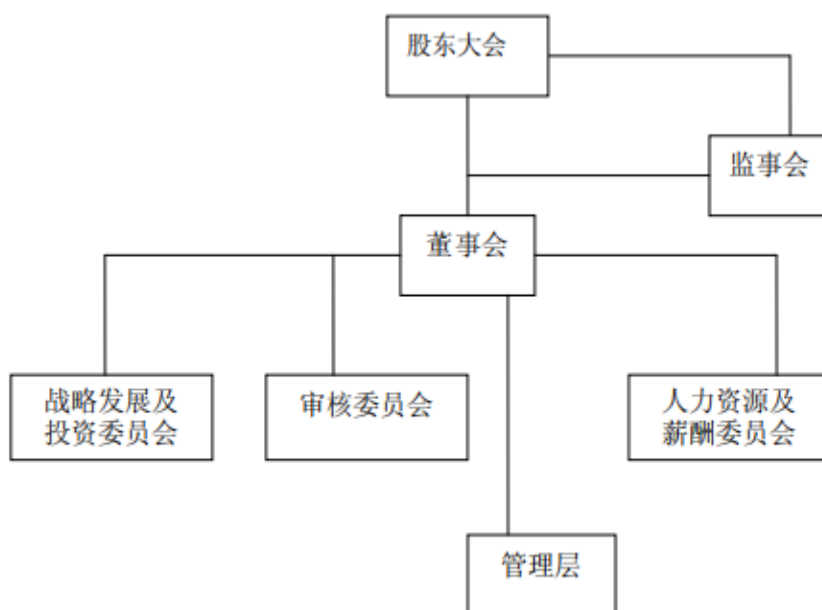 股东大会
监事会
董事会
战略发展及
投资委员会
审核委员会
人力资源及
薪酬委员会
管理层